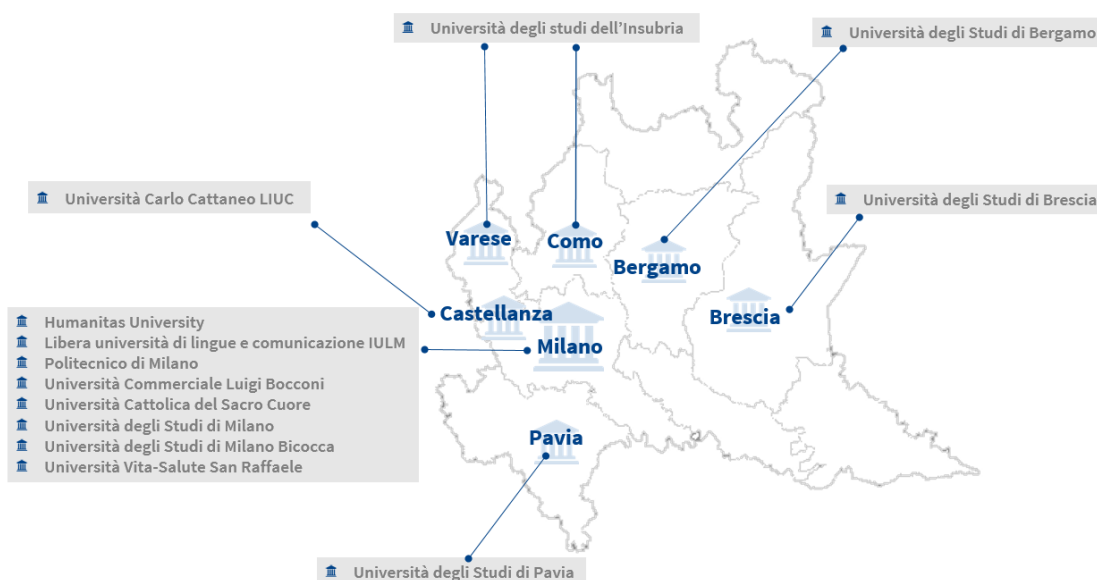 Università degli studi dell'Insubria
Università degli Studi di Bergamo
Università Carlo Cattaneo LIUC
Università degli Studi di Brescia
Varese
Como
Bergamo
Castellanza
Brescia
Milano
Humanitas University
Libera università di lingue e comunicazione IULM
Politecnico di Milano
Università Commerciale Luigi Bocconi
Università Cattolica del Sacro Cuore
Università degli Studi di Milano
Università degli Studi di Milano Bicocca
Università Vita-Salute San Raffaele
Pavia
Università degli Studi di Pavia